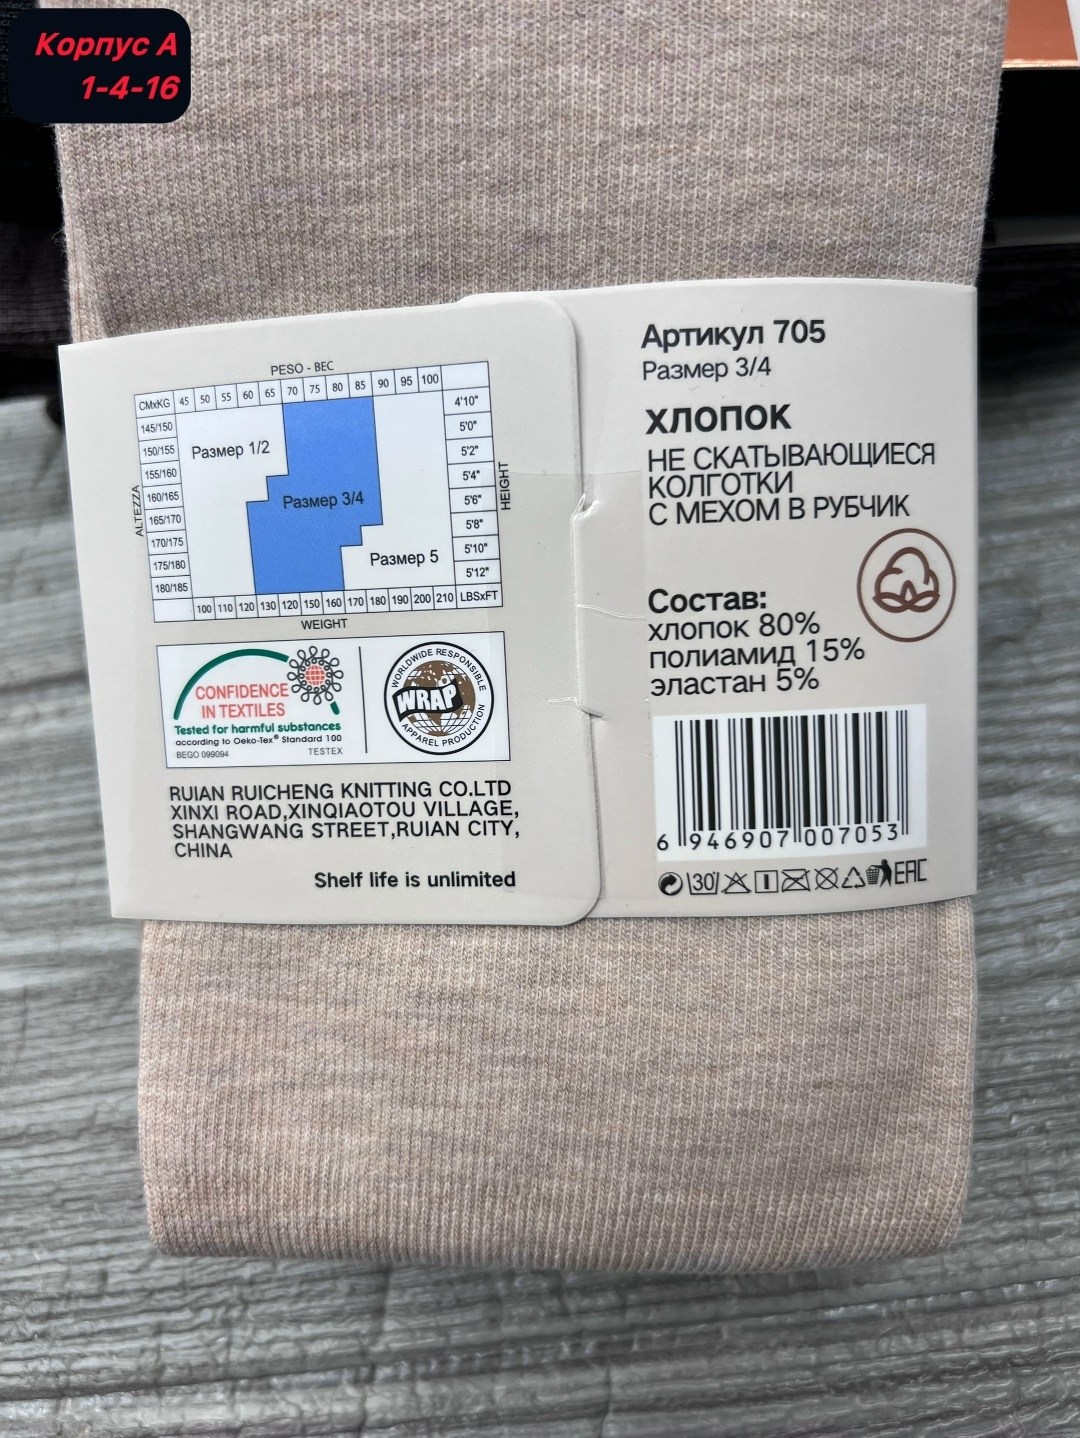 Корпус А
1-4-16
PESO - ВЕС
CMxKG 45 50 55 60 65 70 75 80 85 90 95 100
145/150 4'10"
150/155 5'0"
155/160 5'2"
160/165 5'4"
165/170 5'6"
170/175 5'8"
175/180 5'10"
180/185 5'12"
Размер 1/2
Размер 3/4
Размер 5
ALTEZZA
HEIGHT
100 110 120 130 120 150 160 170 180 190 200 210 LBSxFT
WEIGHT
CONFIDENCE
IN TEXTILES
Tested for harmful substances
according to Oeko-Tex® Standard 100
BEGO 099094 TESTEX
WORLDWIDE RESPONSIBLE
WRAP
APPAREL PRODUCTION
RUIAN RUICHENG KNITTING CO.LTD
XINXI ROAD,XINQIAOTOU VILLAGE,
SHANGWANG STREET,RUIAN CITY,
CHINA
Shelf life is unlimited
Артикул 705
Размер 3/4
ХЛОПОК
НЕ СКАТЫВАЮЩИЕСЯ
КОЛГОТКИ
С МЕХОМ В РУБЧИК
Состав:
хлопок 80%
полиамид 15%
эластан 5%
6 946907 007053
30° EAC